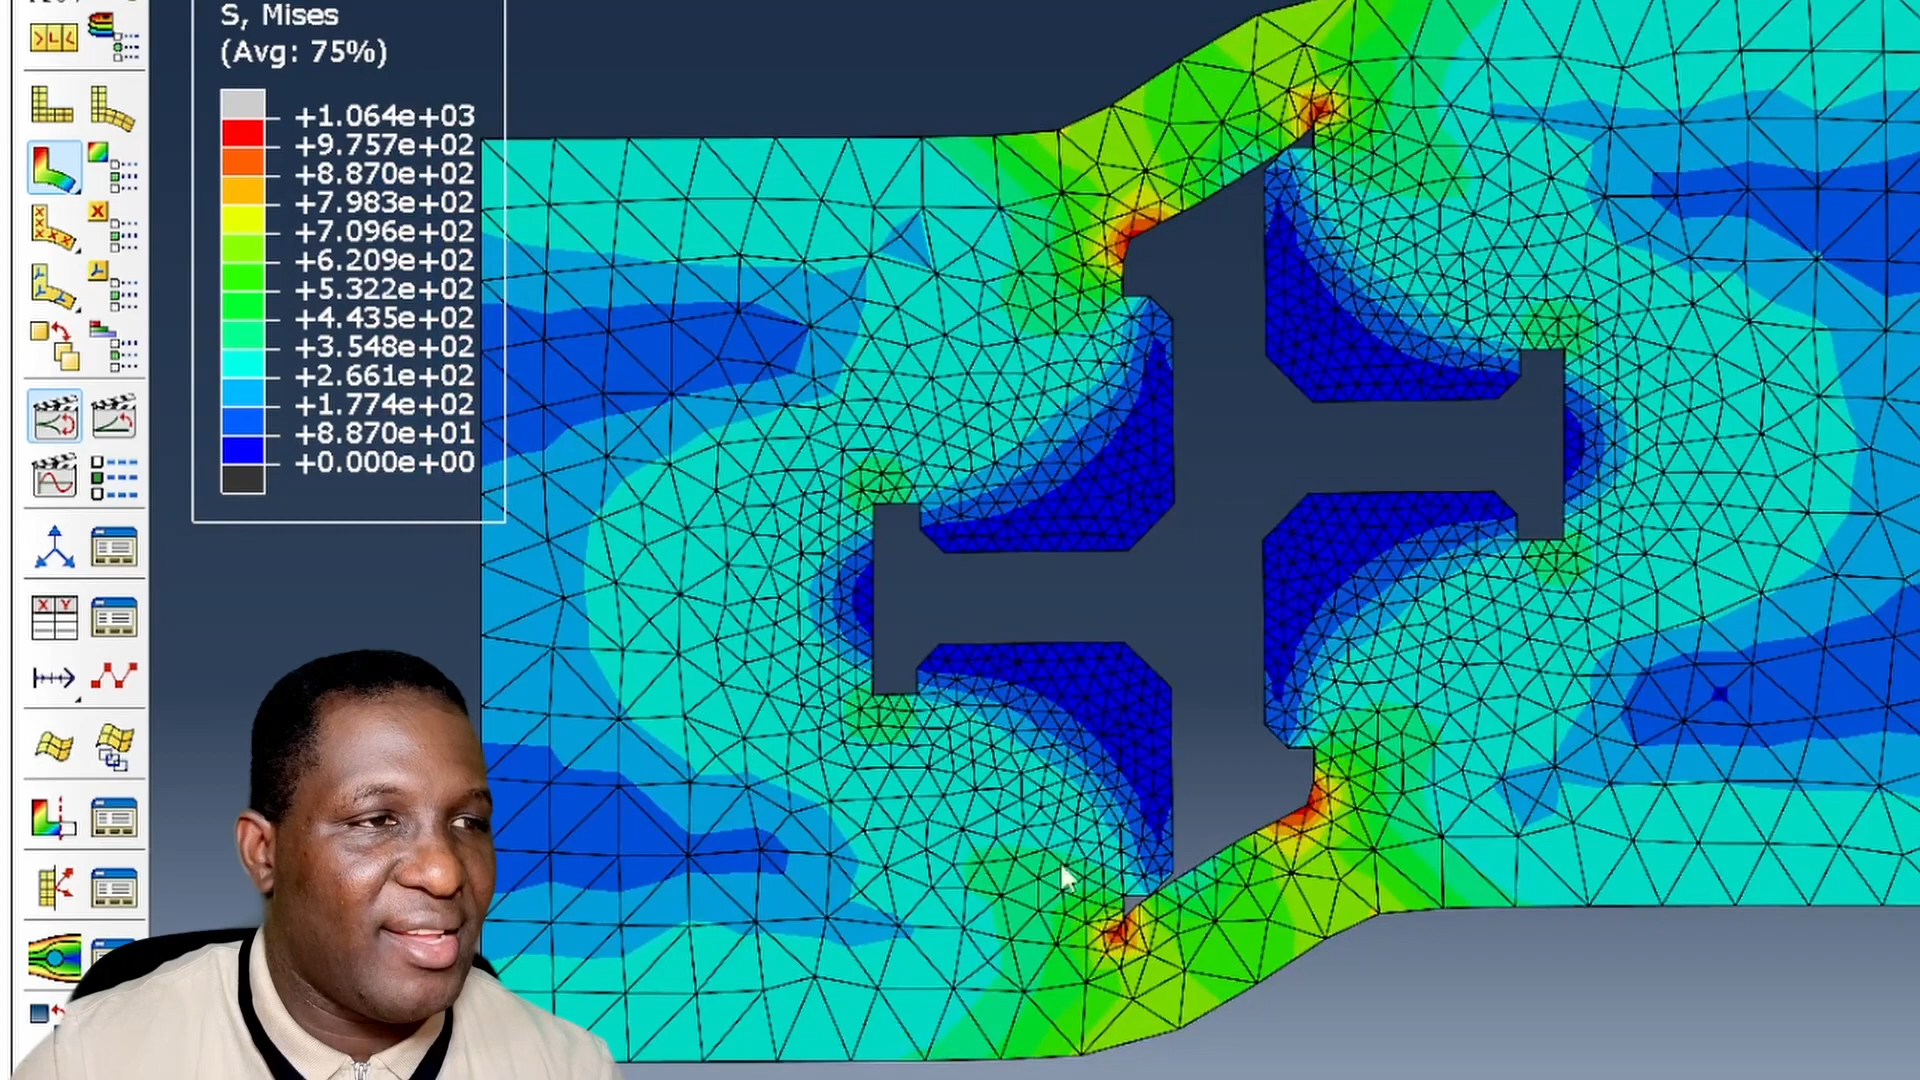 S, Mises
(Avg: 75%)
+1.064e+03
+9.757e+02
+8.870e+02
+7.983e+02
+7.096e+02
+6.209e+02
+5.322e+02
+4.435e+02
+3.548e+02
+2.661e+02
+1.774e+02
+8.870e+01
+0.000e+00
X Y